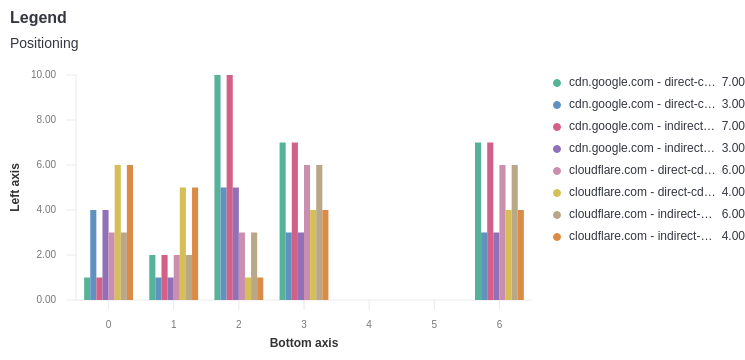 Legend
Positioning
10.00
8.00
6.00
4.00
2.00
0.00
Left axis
0 1 2 3 4 5 6
Bottom axis
cdn.google.com - direct-c… 7.00
cdn.google.com - direct-c… 3.00
cdn.google.com - indirect… 7.00
cdn.google.com - indirect… 3.00
cloudflare.com - direct-cd… 6.00
cloudflare.com - direct-cd… 4.00
cloudflare.com - indirect-… 6.00
cloudflare.com - indirect-… 4.00